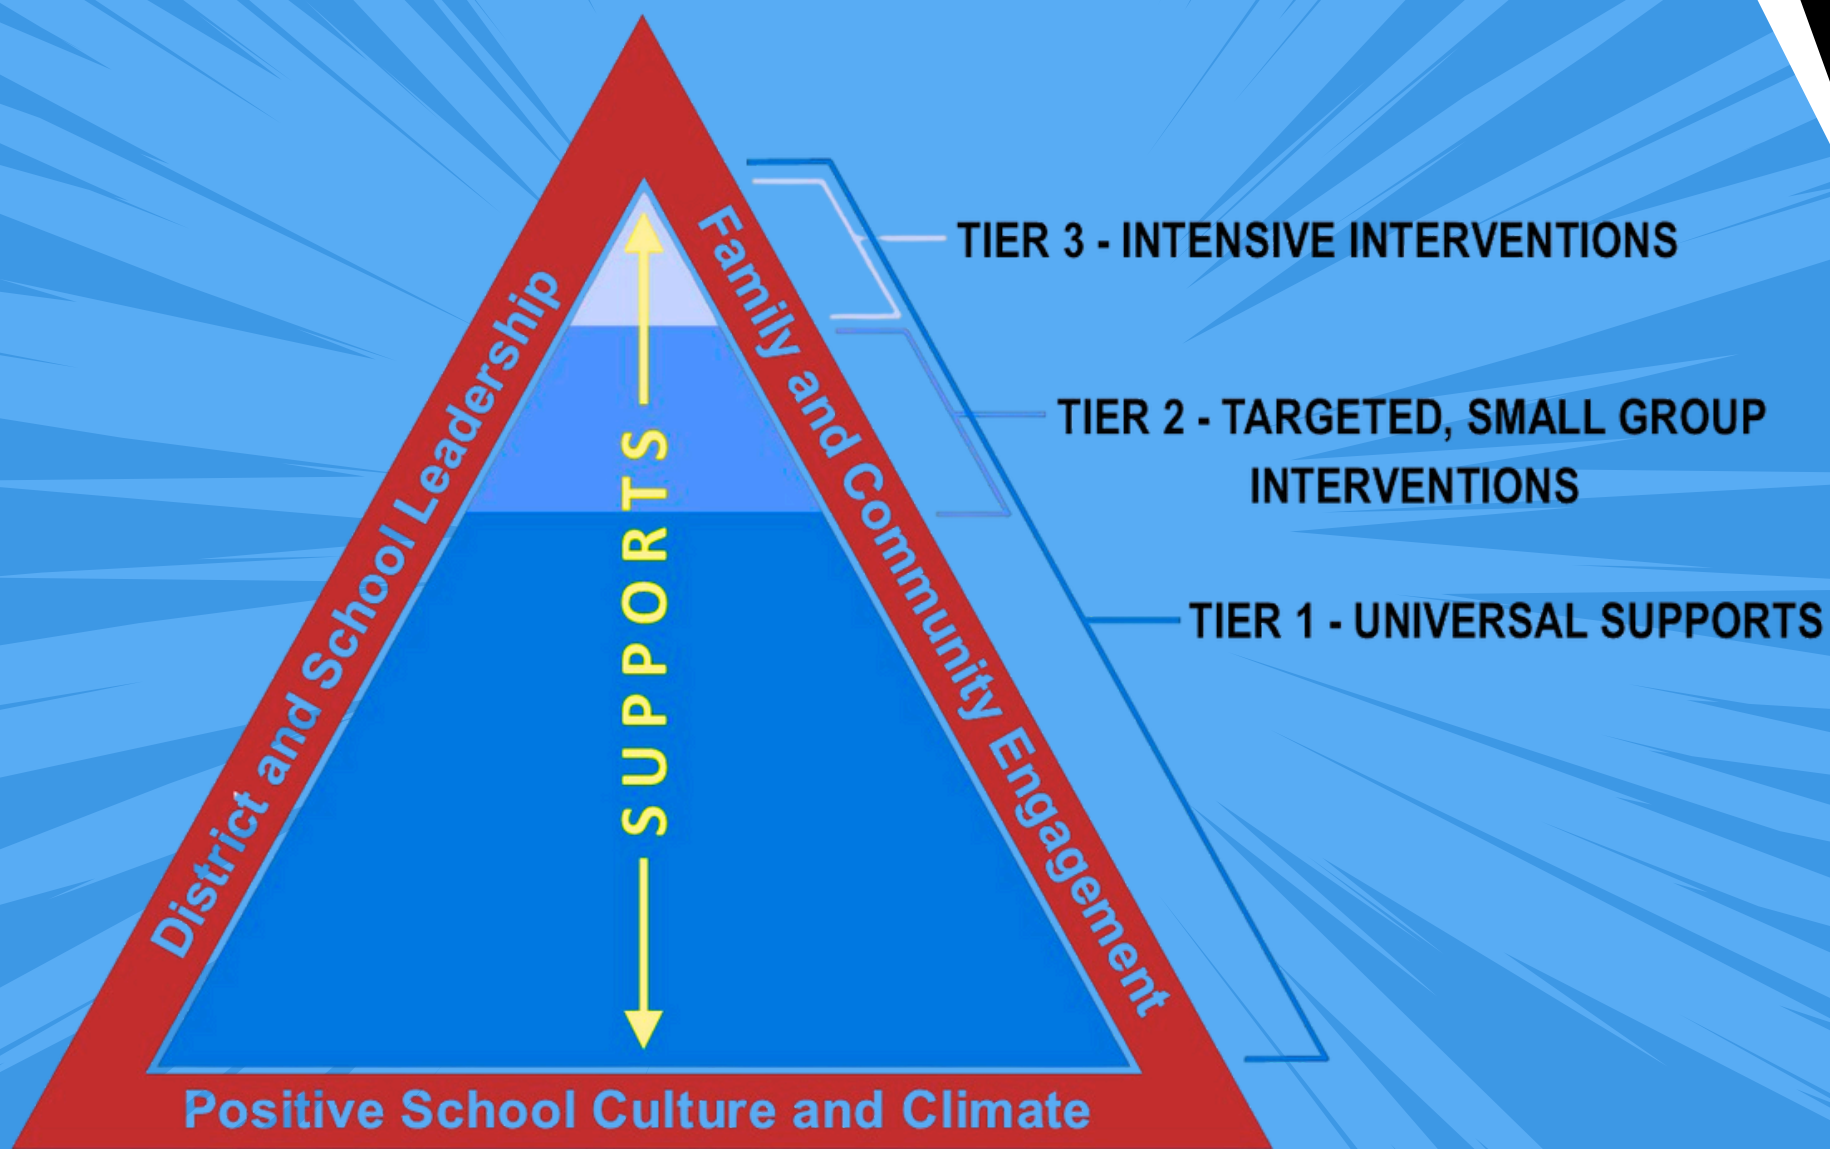 TIER 3 - INTENSIVE INTERVENTIONS
TIER 2 - TARGETED, SMALL GROUP
INTERVENTIONS
TIER 1 - UNIVERSAL SUPPORTS
District and School Leadership
SUPPORTS
Family and Community Engagement
Positive School Culture and Climate